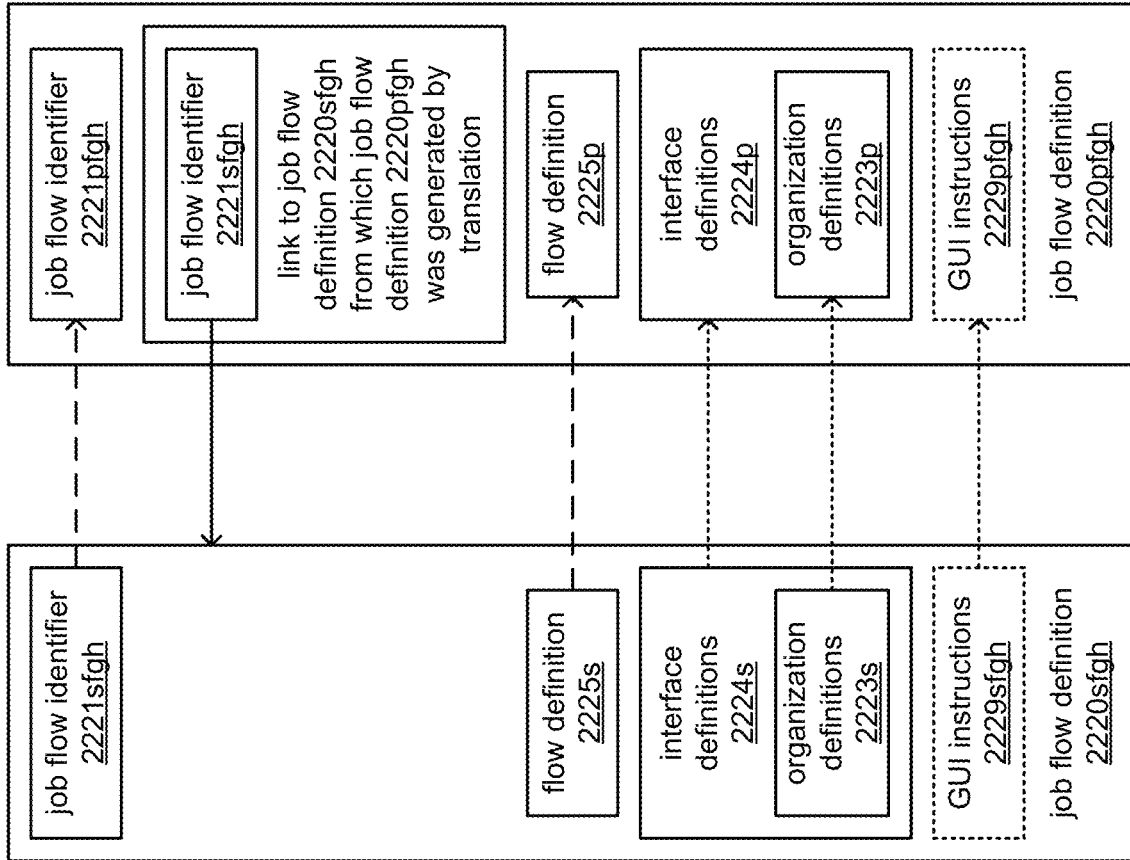 job flow identifier
2221pfgh
job flow identifier
2221sfgh
link to job flow
definition 2220sfgh
from which job flow
definition 2220pfgh
was generated by
translation
flow definition
2225p
interface
definitions
2224p
organization
definitions
2223p
GUI instructions
2229pfgh
job flow definition
2220pfgh
job flow identifier
2221sfgh
flow definition
2225s
interface
definitions
2224s
organization
definitions
2223s
GUI instructions
2229sfgh
job flow definition
2220sfgh